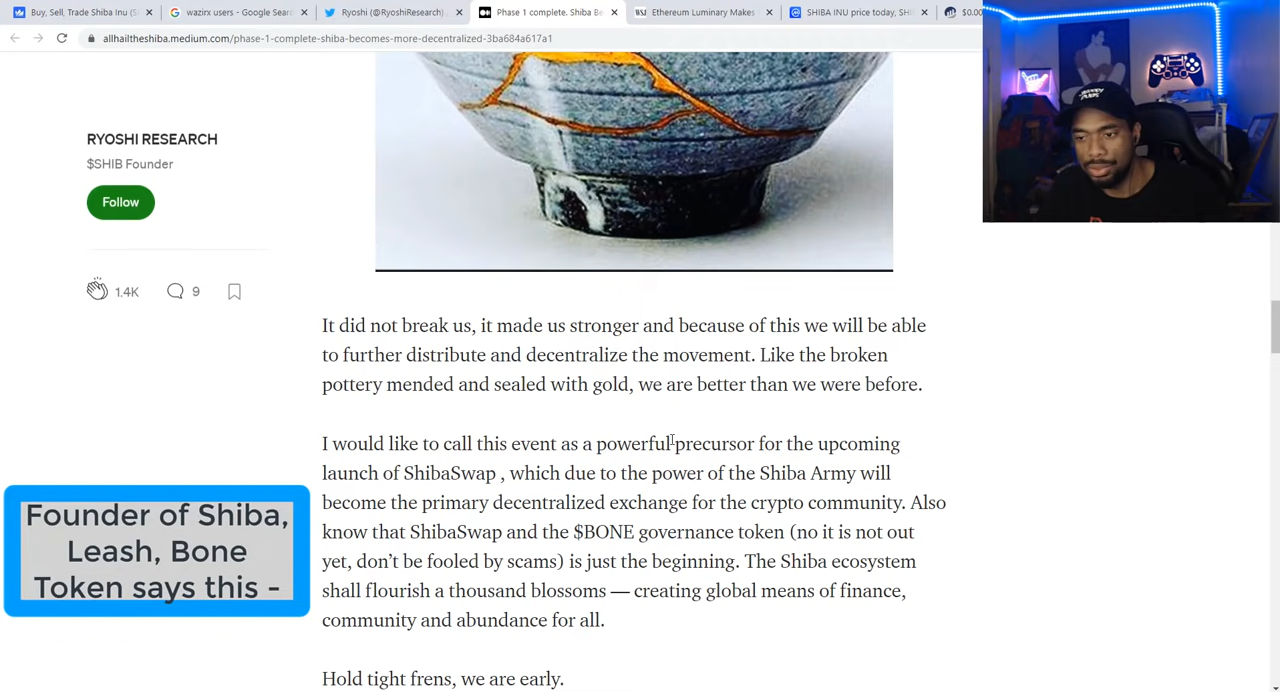 Buy, Sell, Trade Shiba Inu (S
wazirx users - Google Searc
Ryoshi (@RyoshiResearch)
Phase 1 complete. Shiba Be
Ethereum Luminary Makes
SHIBA INU price today, SHI
$0.00
allhailtheshiba.medium.com/phase-1-complete-shiba-becomes-more-decentralized-3ba684a617a1
RYOSHI RESEARCH
$SHIB Founder
Follow
1.4K
9
It did not break us, it made us stronger and because of this we will be able
to further distribute and decentralize the movement. Like the broken
pottery mended and sealed with gold, we are better than we were before.
I would like to call this event as a powerful precursor for the upcoming
launch of ShibaSwap , which due to the power of the Shiba Army will
become the primary decentralized exchange for the crypto community. Also
know that ShibaSwap and the $BONE governance token (no it is not out
yet, don't be fooled by scams) is just the beginning. The Shiba ecosystem
shall flourish a thousand blossoms — creating global means of finance,
community and abundance for all.
Hold tight frens, we are early.
Founder of Shiba,
Leash, Bone
Token says this -